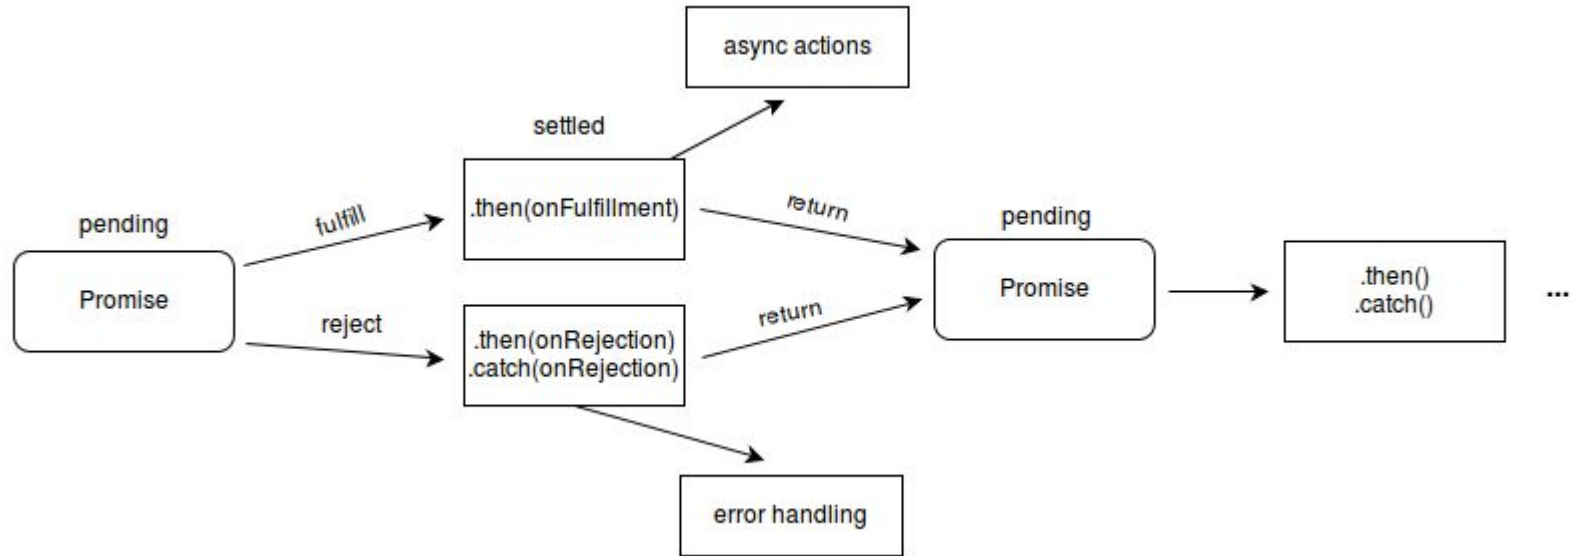 async actions
settled
.then(onFulfillment)
fulfill
return
pending
Promise
pending
Promise
reject
.then(onRejection)
.catch(onRejection)
return
.then()
.catch()
...
error handling